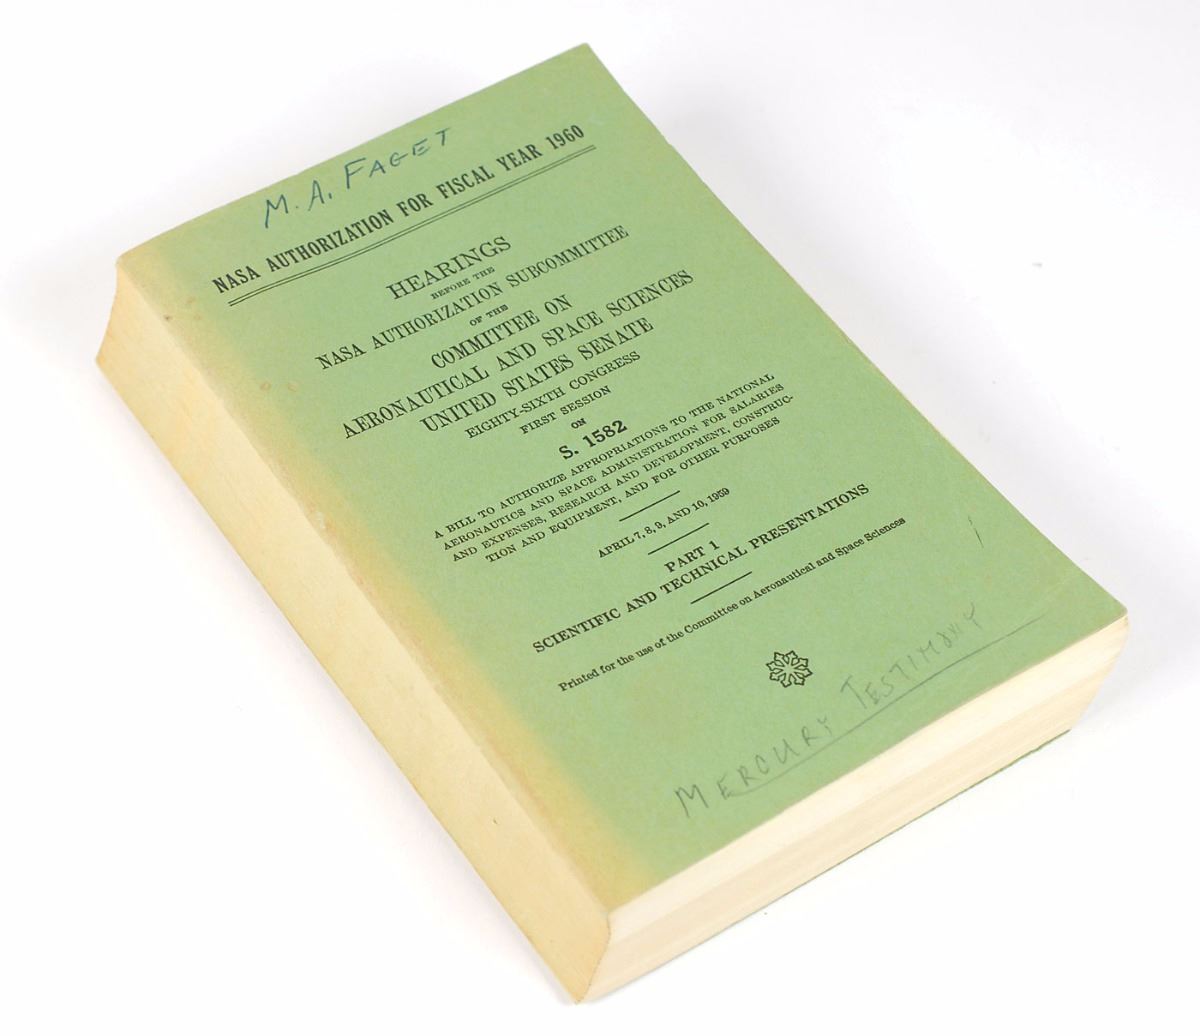 M. A. FAGET
NASA AUTHORIZATION FOR FISCAL YEAR 1960
HEARINGS
BEFORE THE
NASA AUTHORIZATION SUBCOMMITTEE
OF THE
COMMITTEE ON
AERONAUTICAL AND SPACE SCIENCES
UNITED STATES SENATE
EIGHTY-SIXTH CONGRESS
FIRST SESSION
ON
S. 1582
A BILL TO AUTHORIZE APPROPRIATIONS TO THE NATIONAL
AERONAUTICS AND SPACE ADMINISTRATION FOR SALARIES
AND EXPENSES, RESEARCH AND DEVELOPMENT, CONSTRUC-
TION AND EQUIPMENT, AND FOR OTHER PURPOSES
APRIL 7, 8, 9, AND 10, 1959
PART 1
SCIENTIFIC AND TECHNICAL PRESENTATIONS
Printed for the use of the Committee on Aeronautical and Space Sciences
MERCURY TESTIMONY